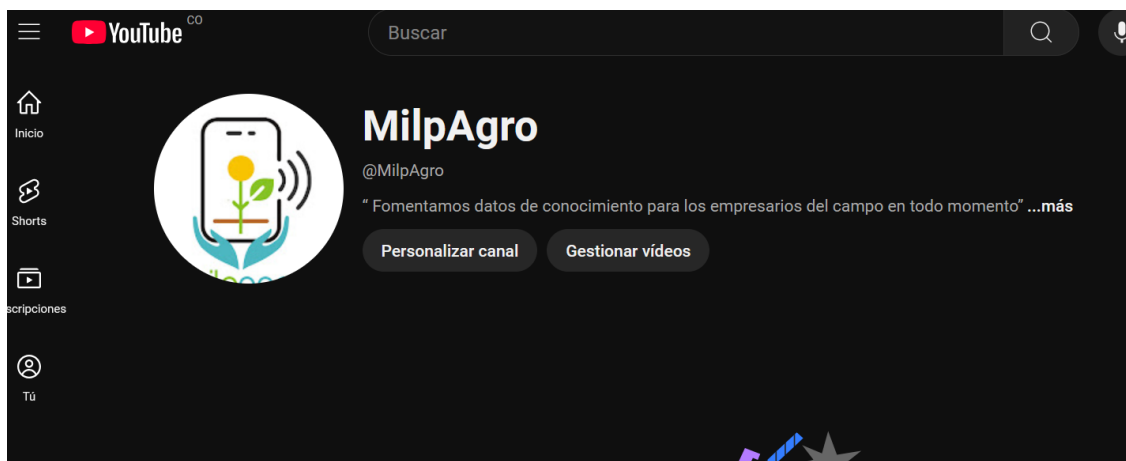 YouTube CO
Buscar
Inicio
Shorts
scripciones
Tú
MilpAgro
@MilpAgro
“ Fomentamos datos de conocimiento para los empresarios del campo en todo momento” ...más
Personalizar canal
Gestionar vídeos